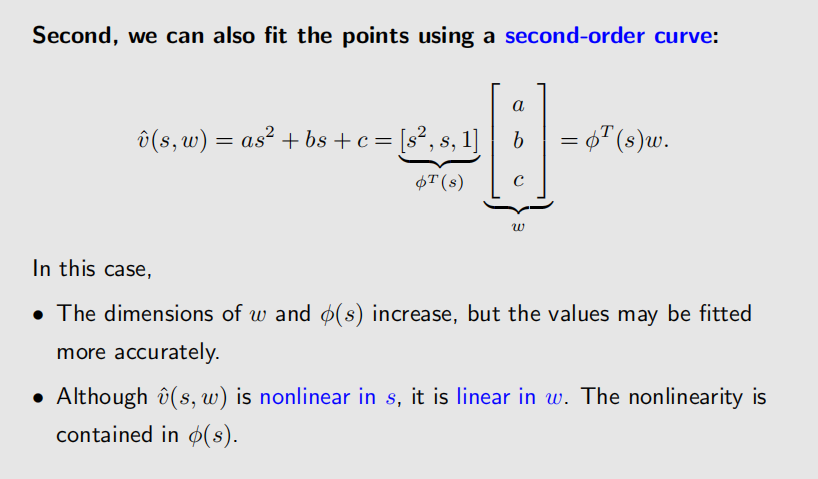 Second, we can also fit the points using a second-order curve:
v̂(s, w) = as² + bs + c = [s², s, 1] [a b c] = ϕᵀ(s)w.
ϕᵀ(s)
w
In this case,
• The dimensions of w and ϕ(s) increase, but the values may be fitted
more accurately.
• Although v̂(s, w) is nonlinear in s, it is linear in w. The nonlinearity is
contained in ϕ(s).